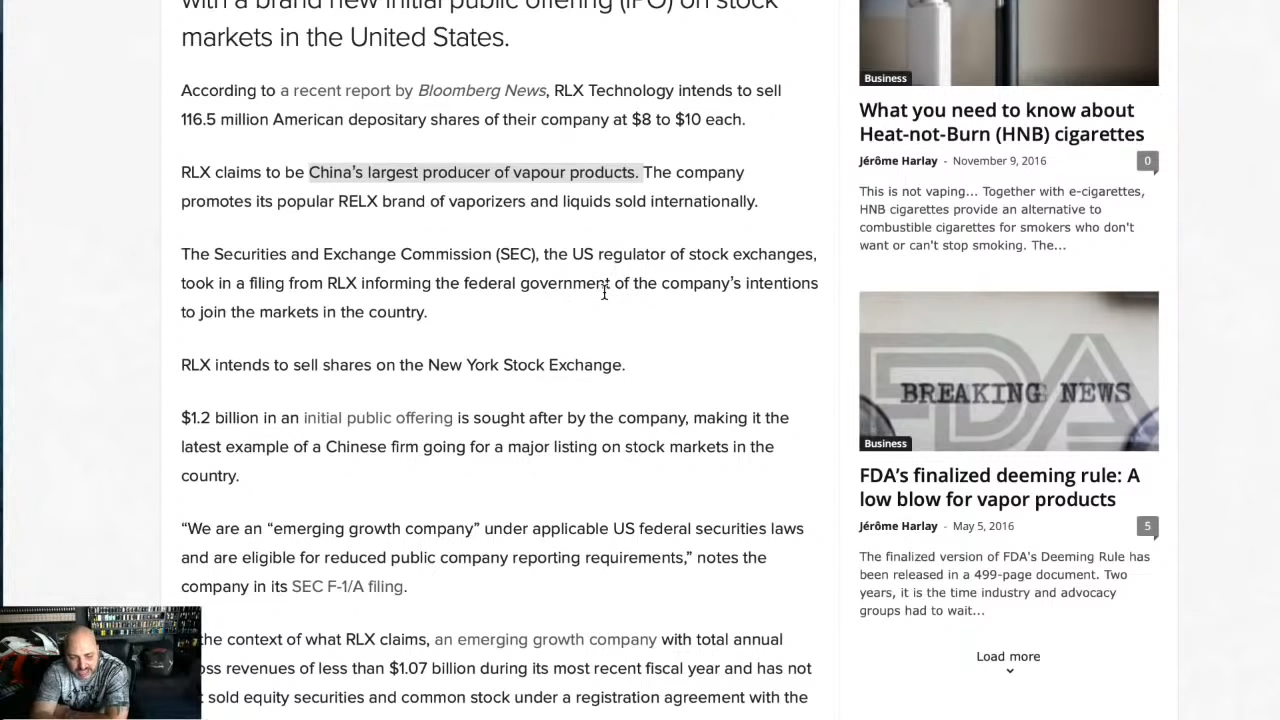 with a brand new initial public offering (IPO) on stock
markets in the United States.
According to a recent report by Bloomberg News, RLX Technology intends to sell
116.5 million American depositary shares of their company at $8 to $10 each.
RLX claims to be China’s largest producer of vapour products. The company
promotes its popular RELX brand of vaporizers and liquids sold internationally.
The Securities and Exchange Commission (SEC), the US regulator of stock exchanges,
took in a filing from RLX informing the federal government of the company’s intentions
to join the markets in the country.
RLX intends to sell shares on the New York Stock Exchange.
$1.2 billion in an initial public offering is sought after by the company, making it the
latest example of a Chinese firm going for a major listing on stock markets in the
country.
“We are an “emerging growth company” under applicable US federal securities laws
and are eligible for reduced public company reporting requirements,” notes the
company in its SEC F-1/A filing.
the context of what RLX claims, an emerging growth company with total annual
revenues of less than $1.07 billion during its most recent fiscal year and has not
sold equity securities and common stock under a registration agreement with the
Business
What you need to know about
Heat-not-Burn (HNB) cigarettes
Jérôme Harlay - November 9, 2016 0
This is not vaping... Together with e-cigarettes,
HNB cigarettes provide an alternative to
combustible cigarettes for smokers who don't
want or can't stop smoking. The...
FDA
BREAKING NEWS
Business
FDA’s finalized deeming rule: A
low blow for vapor products
Jérôme Harlay - May 5, 2016 5
The finalized version of FDA's Deeming Rule has
been released in a 499-page document. Two
years, it is the time industry and advocacy
groups had to wait...
Load more